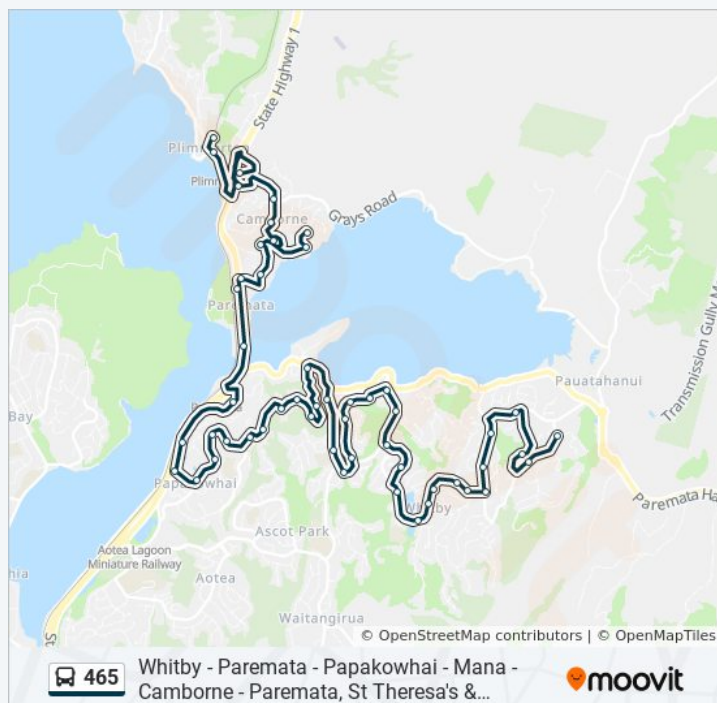 State Highway 1
Plimmerton
Plimm
Camborne
Grays Road
Paremata
Pauatahanui
Transmission Gully M
Bay
Papakowhai
Whitby
Paremata Ha
Ascot Park
Aotea Lagoon
Miniature Railway
Aotea
hia
Waitangirua
St
© OpenStreetMap contributors | © OpenMapTiles
465
Whitby - Paremata - Papakowhai - Mana -
Camborne - Paremata, St Theresa's &...
moovit